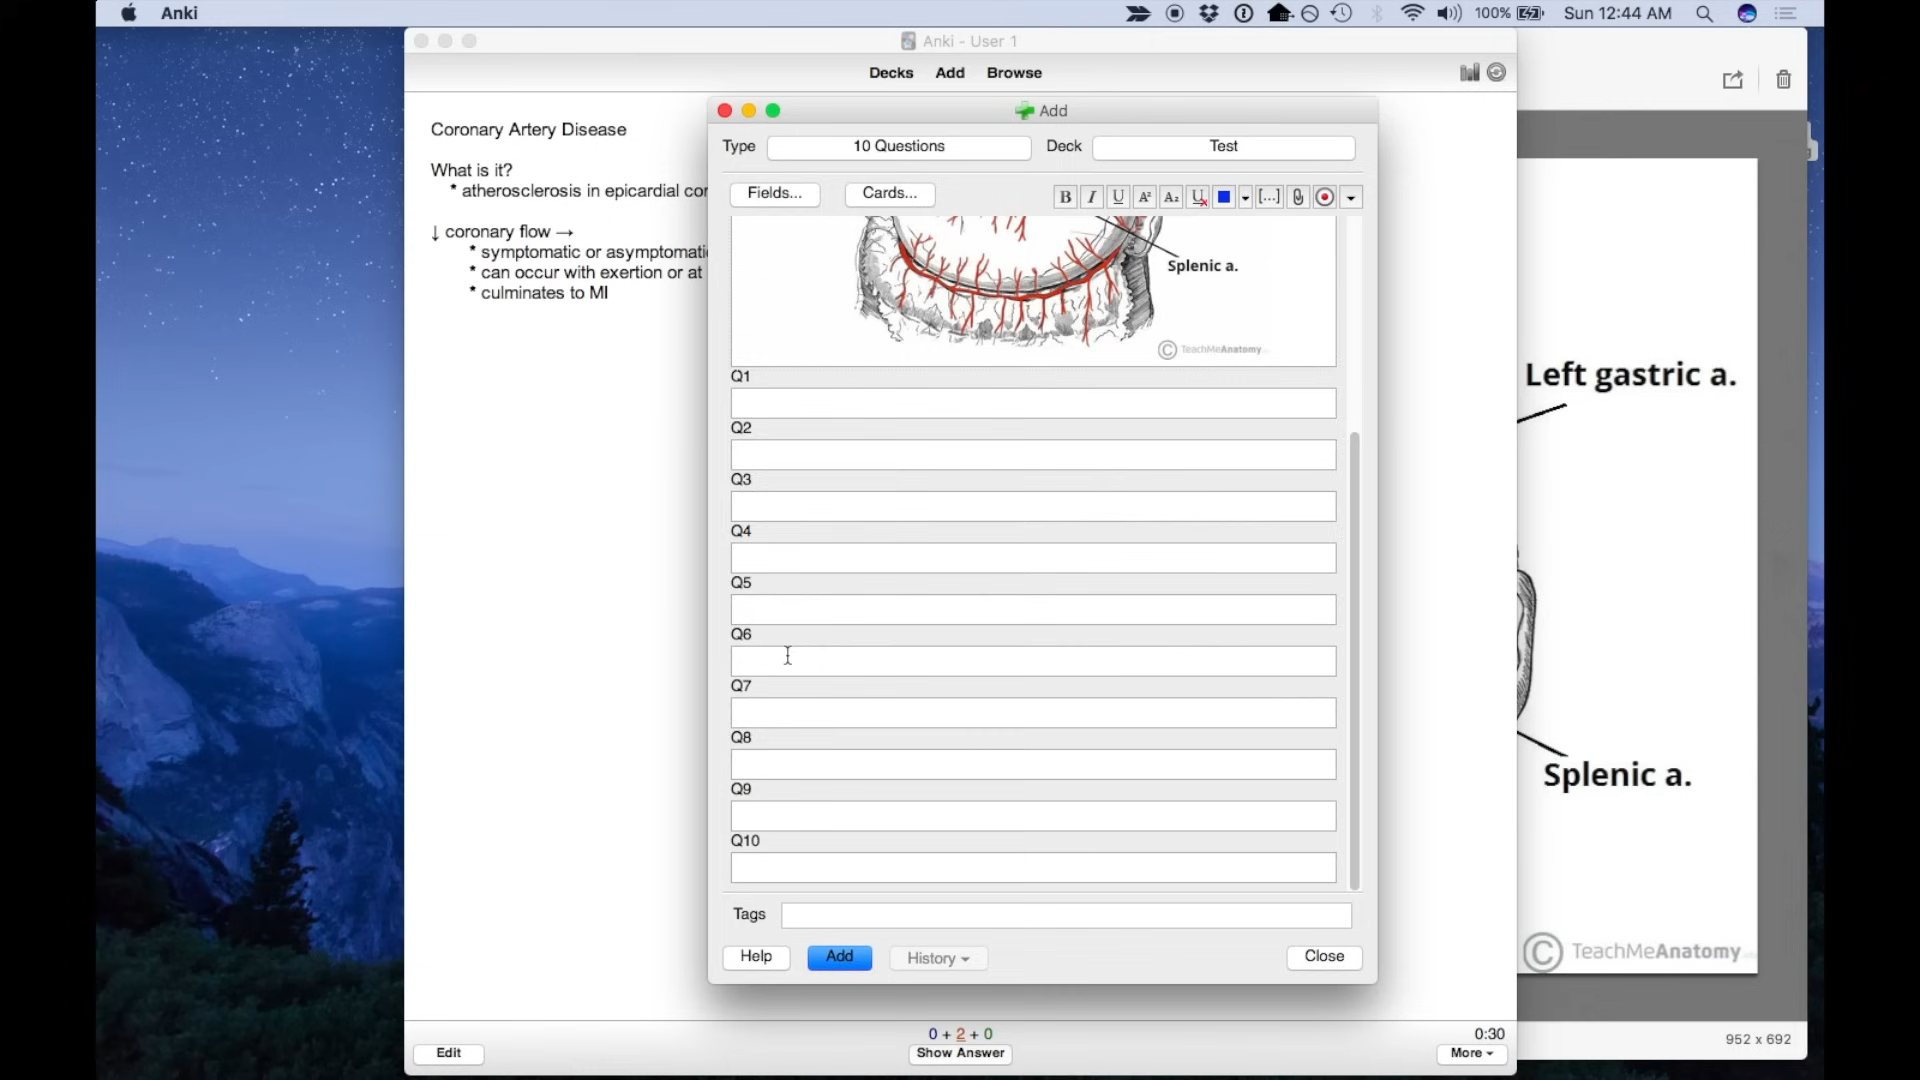 Anki
100%
Sun 12:44 AM
Anki - User 1
Decks
Add
Browse
Coronary Artery Disease
What is it?
* atherosclerosis in epicardial
↓ coronary flow →
* symptomatic or
* can occur with exertion or at
* culminates to MI
Add
Type
10 Questions
Deck
Test
Fields...
Cards...
B I U A² A₂ U
[...]
Splenic a.
© TeachMeAnatomy
Q1
Q2
Q3
Q4
Q5
Q6
Q7
Q8
Q9
Q10
Tags
Help
Add
History
Close
Left gastric a.
Splenic a.
© TeachMeAnatomy
952 x 692
0 + 2 + 0
0:30
Edit
Show Answer
More